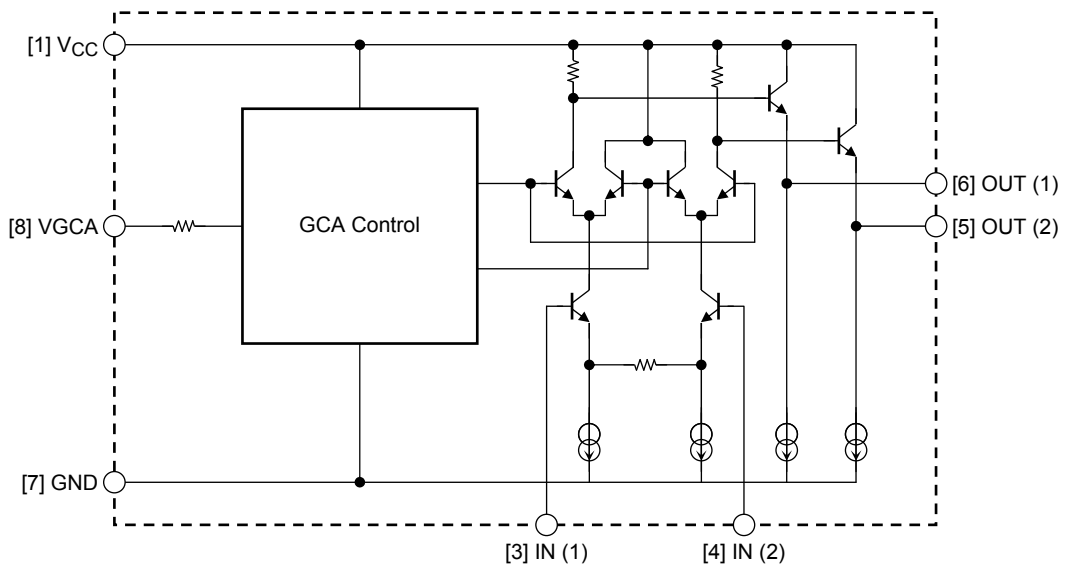 [1] VCC
[8] VGCA
GCA Control
[6] OUT (1)
[5] OUT (2)
[7] GND
[3] IN (1)
[4] IN (2)